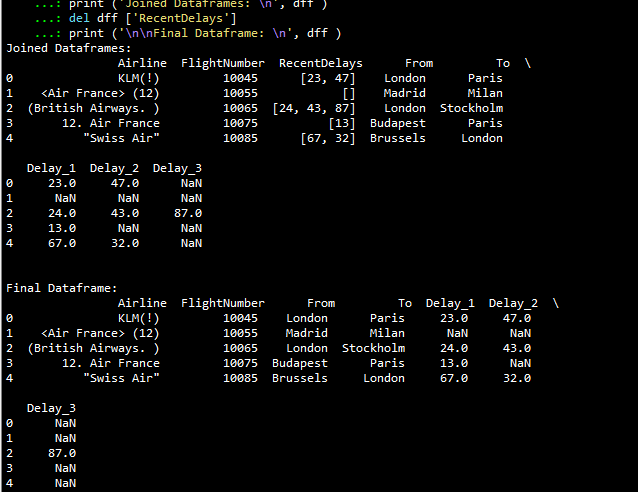 ...: print ('Joined Dataframes: \n', dff )
...: del dff ['RecentDelays']
...: print ('\n\nFinal Dataframe: \n', dff )
Joined Dataframes:
Airline FlightNumber RecentDelays From To \
0 KLM(!) 10045 [23, 47] London Paris
1 <Air France> (12) 10055 [] Madrid Milan
2 (British Airways. ) 10065 [24, 43, 87] London Stockholm
3 12. Air France 10075 [13] Budapest Paris
4 "Swiss Air" 10085 [67, 32] Brussels London
Delay_1 Delay_2 Delay_3
0 23.0 47.0 NaN
1 NaN NaN NaN
2 24.0 43.0 87.0
3 13.0 NaN NaN
4 67.0 32.0 NaN
Final Dataframe:
Airline FlightNumber From To Delay_1 Delay_2 \
0 KLM(!) 10045 London Paris 23.0 47.0
1 <Air France> (12) 10055 Madrid Milan NaN NaN
2 (British Airways. ) 10065 London Stockholm 24.0 43.0
3 12. Air France 10075 Budapest Paris 13.0 NaN
4 "Swiss Air" 10085 Brussels London 67.0 32.0
Delay_3
0 NaN
1 NaN
2 87.0
3 NaN
4 NaN